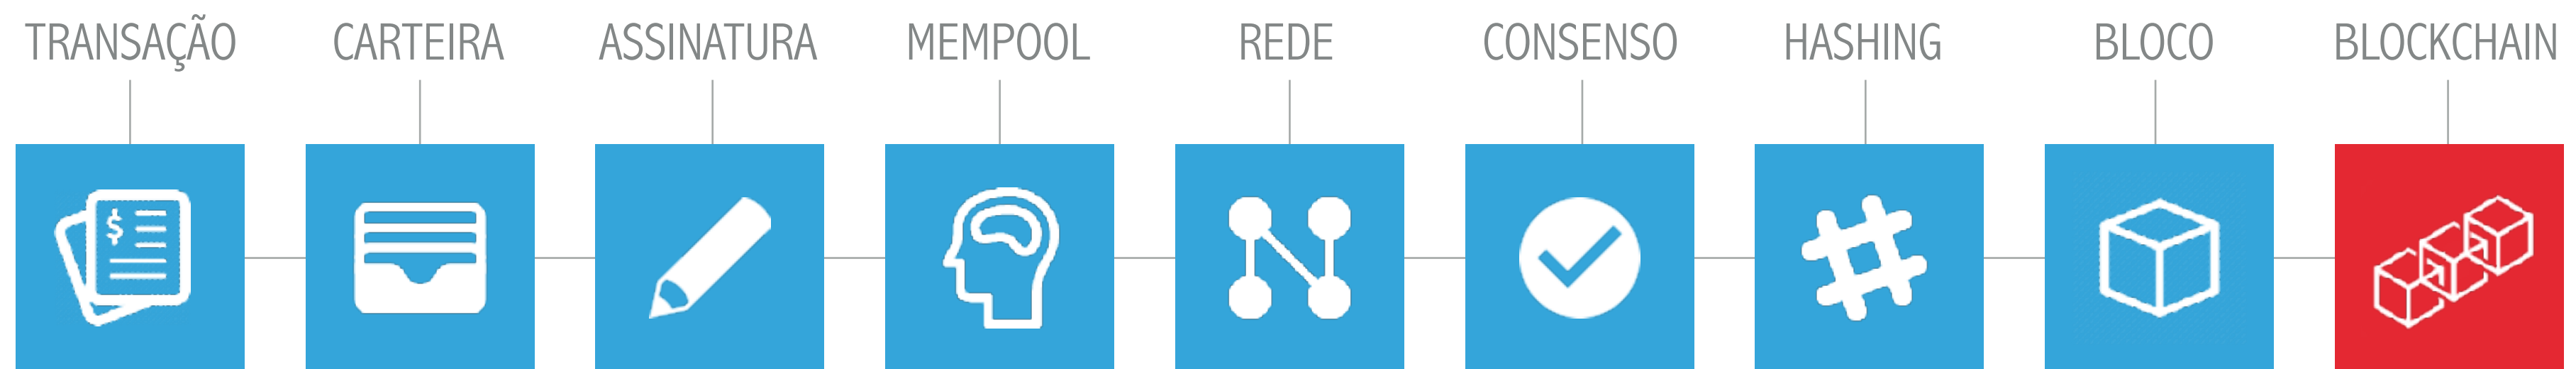 TRANSAÇÃO CARTEIRA ASSINATURA MEMPOOL REDE CONSENSO HASHING BLOCO BLOCKCHAIN
$